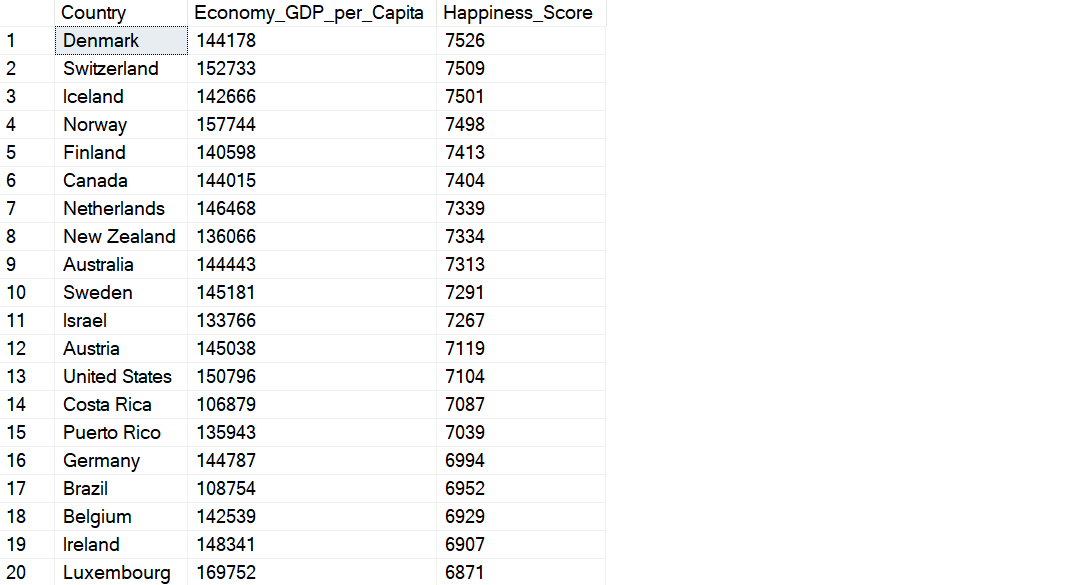 Country Economy_GDP_per_Capita Happiness_Score
1 Denmark 144178 7526
2 Switzerland 152733 7509
3 Iceland 142666 7501
4 Norway 157744 7498
5 Finland 140598 7413
6 Canada 144015 7404
7 Netherlands 146468 7339
8 New Zealand 136066 7334
9 Australia 144443 7313
10 Sweden 145181 7291
11 Israel 133766 7267
12 Austria 145038 7119
13 United States 150796 7104
14 Costa Rica 106879 7087
15 Puerto Rico 135943 7039
16 Germany 144787 6994
17 Brazil 108754 6952
18 Belgium 142539 6929
19 Ireland 148341 6907
20 Luxembourg 169752 6871